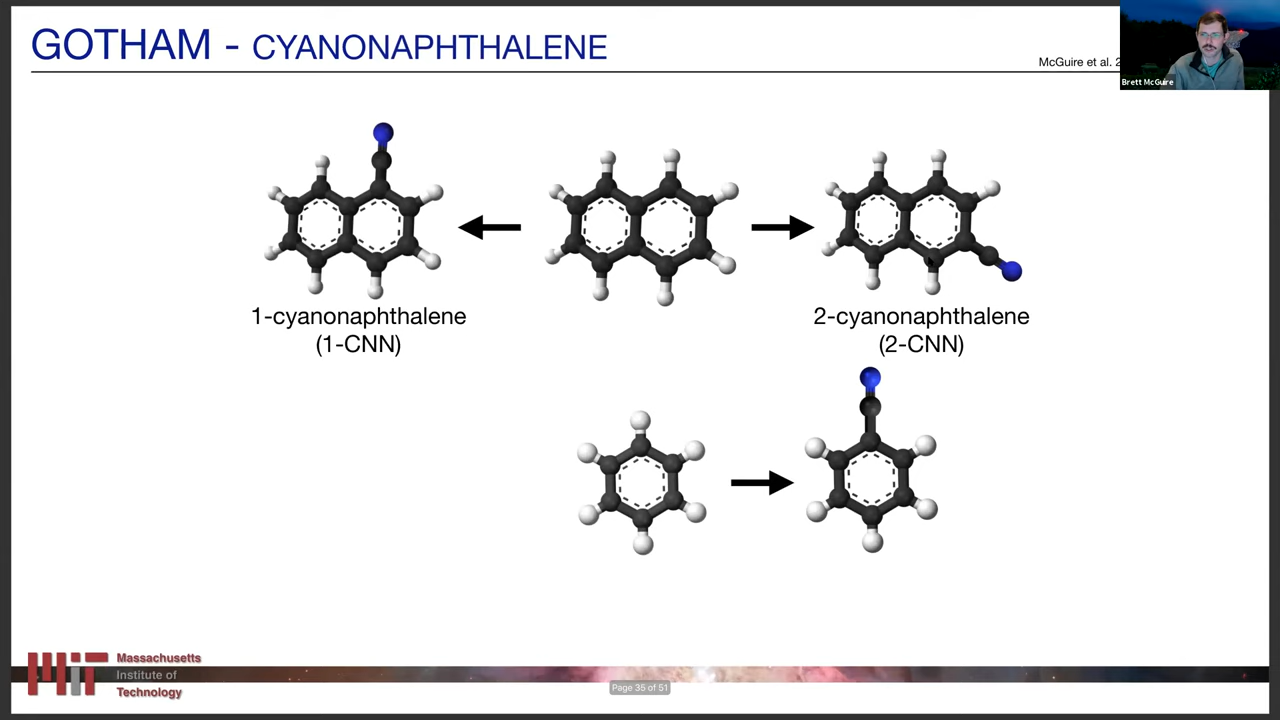 GOTHAM - CYANONAPHTHALENE
McGuire et al. 2
Brett McGuire
1-cyanonaphthalene
(1-CNN)
2-cyanonaphthalene
(2-CNN)
MIT
Massachusetts
Institute of
Technology
Page 35 of 51